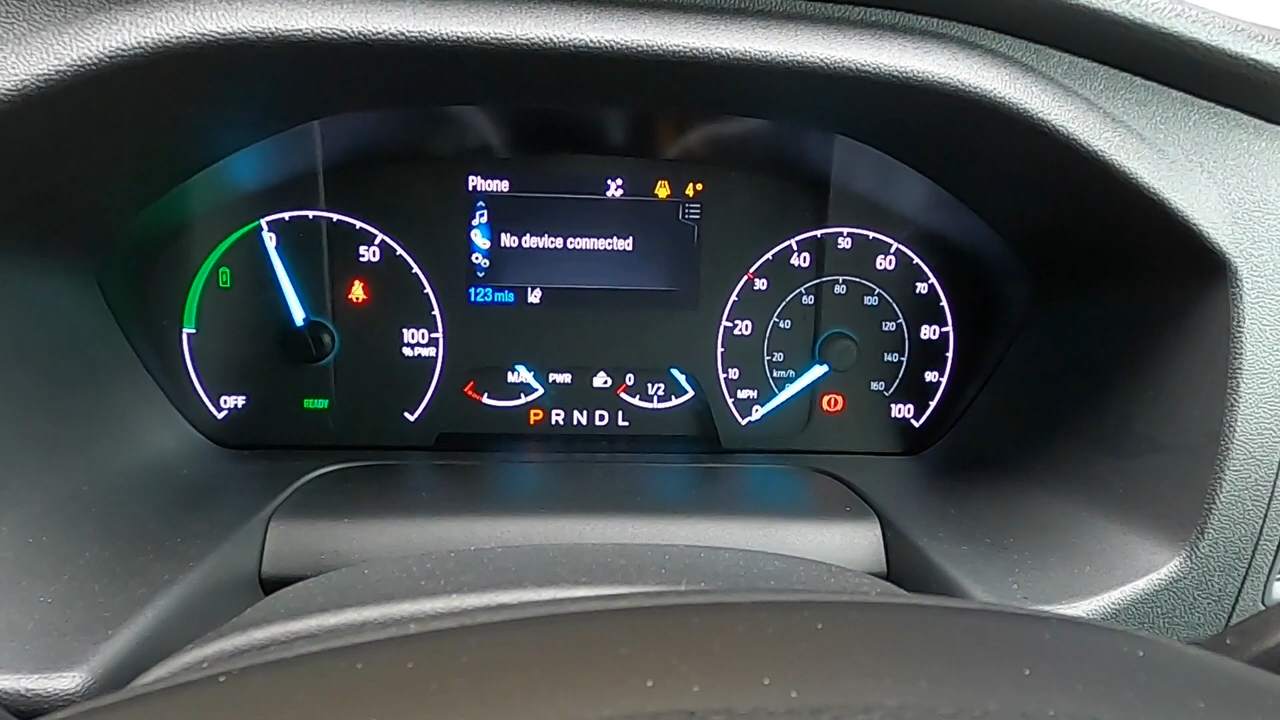 Phone
4°
No device connected
123 mls
0
50
100
% PWR
OFF
READY
MAX
PWR
0
1/2
P R N D L
0
10
20
30
40
50
60
70
80
90
100
MPH
20
40
60
80
100
120
140
160
km/h